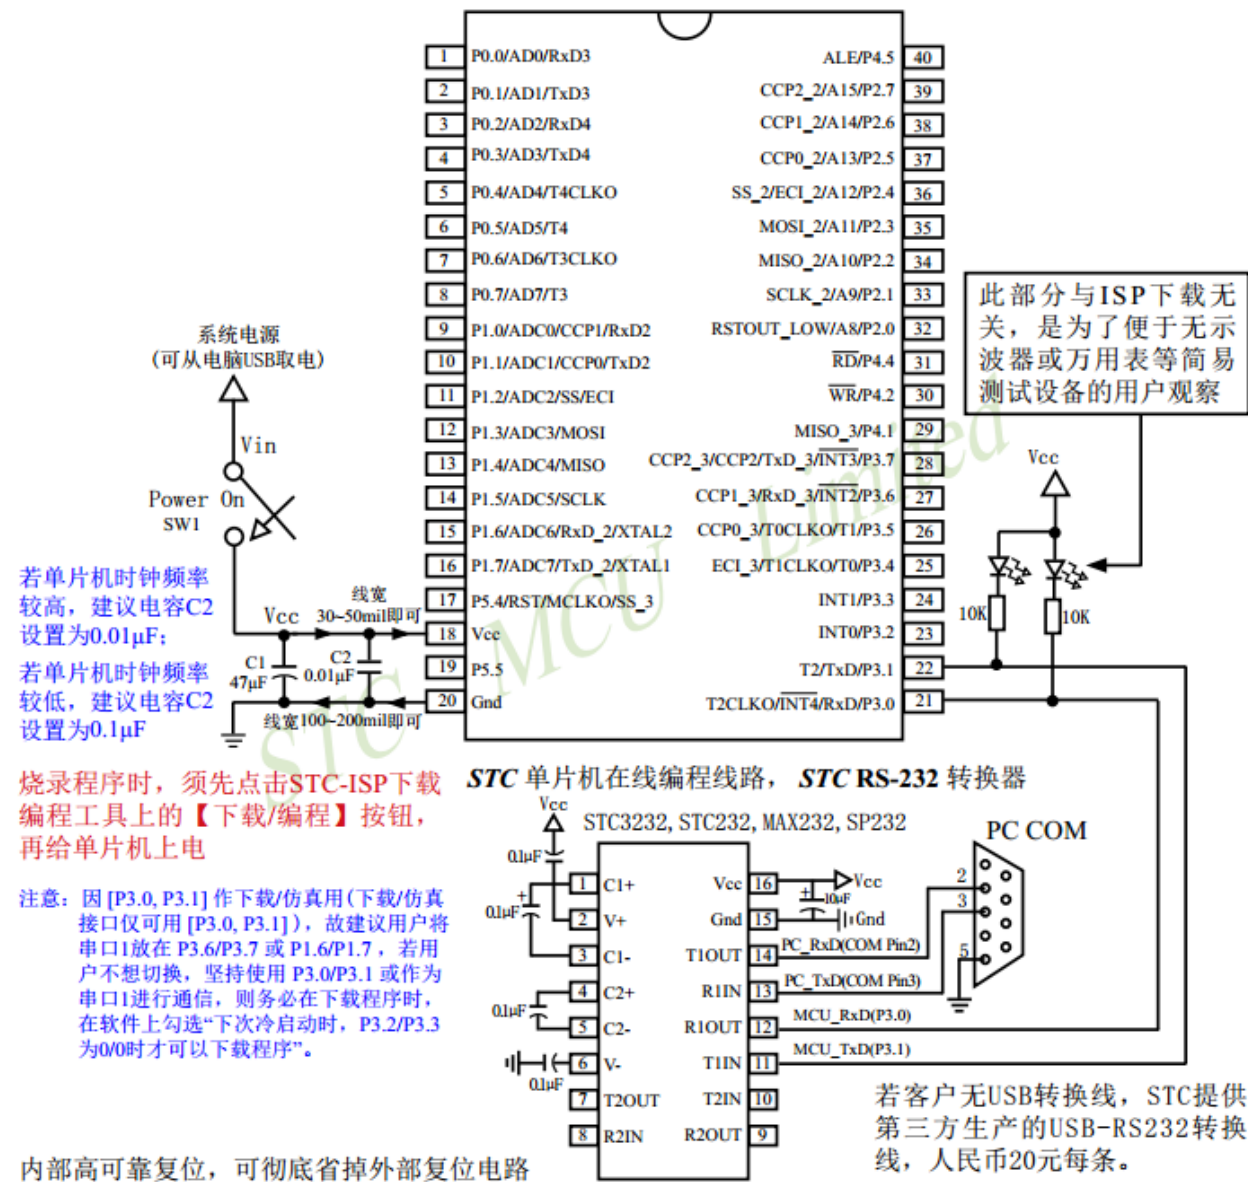 1 P0.0/AD0/RxD3
2 P0.1/AD1/TxD3
3 P0.2/AD2/RxD4
4 P0.3/AD3/TxD4
5 P0.4/AD4/T4CLKO
6 P0.5/AD5/T4
7 P0.6/AD6/T3CLKO
8 P0.7/AD7/T3
9 P1.0/ADC0/CCP1/RxD2
10 P1.1/ADC1/CCP0/TxD2
11 P1.2/ADC2/SS/ECI
12 P1.3/ADC3/MOSI
13 P1.4/ADC4/MISO
14 P1.5/ADC5/SCLK
15 P1.6/ADC6/RxD_2/XTAL2
16 P1.7/ADC7/TxD_2/XTAL1
17 P5.4/RST/MCLKO/SS_3
18 Vcc
19 P5.5
20 Gnd
ALE/P4.5 40
CCP2_2/A15/P2.7 39
CCP1_2/A14/P2.6 38
CCP0_2/A13/P2.5 37
SS_2/ECI_2/A12/P2.4 36
MOSI_2/A11/P2.3 35
MISO_2/A10/P2.2 34
SCLK_2/A9/P2.1 33
RSTOUT_LOW/A8/P2.0 32
RD/P4.4 31
WR/P4.2 30
MISO_3/P4.1 29
CCP2_3/CCP2/TxD_3/INT3/P3.7 28
CCP1_3/RxD_3/INT2/P3.6 27
CCP0_3/T0CLKO/T1/P3.5 26
ECI_3/T1CLKO/T0/P3.4 25
INT1/P3.3 24
INT0/P3.2 23
T2/TxD/P3.1 22
T2CLKO/INT4/RxD/P3.0 21
STC MCU Limited
系统电源
(可从电脑USB取电)
Vin
Power On
SW1
Vcc
线宽
30~50mil即可
C1
47μF
C2
0.01μF
线宽100~200mil即可
若单片机时钟频率
较高，建议电容C2
设置为0.01μF；
若单片机时钟频率
较低，建议电容C2
设置为0.1μF
此部分与ISP下载无
关，是为了便于无示
波器或万用表等简易
测试设备的用户观察
Vcc
10K
10K
烧录程序时，须先点击STC-ISP下载
编程工具上的【下载/编程】按钮，
再给单片机上电
注意：因 [P3.0, P3.1] 作下载/仿真用(下载/仿真
接口仅可用 [P3.0, P3.1] )，故建议用户将
串口1放在 P3.6/P3.7 或 P1.6/P1.7，若用
户不想切换，坚持使用 P3.0/P3.1 或作为
串口1进行通信，则务必在下载程序时，
在软件上勾选“下次冷启动时，P3.2/P3.3
为0/0时才可以下载程序”。
STC 单片机在线编程线路， STC RS-232 转换器
Vcc
STC3232, STC232, MAX232, SP232
0.1μF
+
0.1μF
0.1μF
0.1μF
1 C1+
2 V+
3 C1-
4 C2+
5 C2-
6 V-
7 T2OUT
8 R2IN
Vcc 16
Gnd 15
T1OUT 14
R1IN 13
R1OUT 12
T1IN 11
T2IN 10
R2OUT 9
Vcc
+
10μF
Gnd
PC_RxD(COM Pin2)
PC_TxD(COM Pin3)
MCU_RxD(P3.0)
MCU_TxD(P3.1)
PC COM
2
3
5
若客户无USB转换线，STC提供
第三方生产的USB-RS232转换
线，人民币20元每条。
内部高可靠复位，可彻底省掉外部复位电路